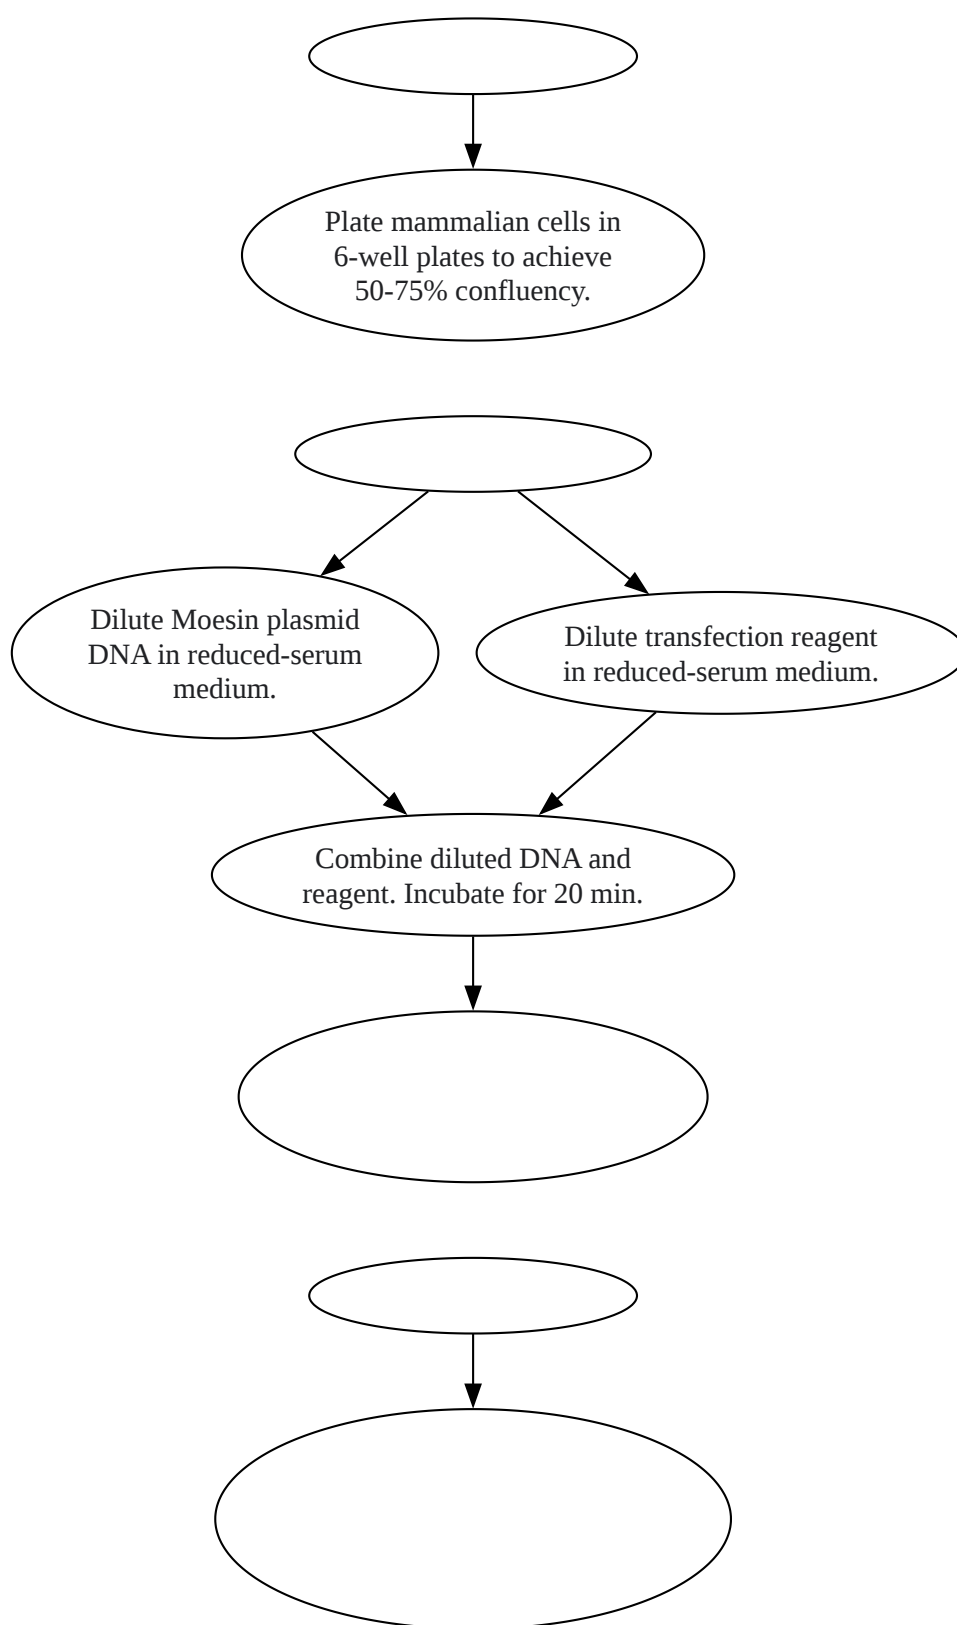 Plate mammalian cells in
6-well plates to achieve
50-75% confluency.
Dilute Moesin plasmid
DNA in reduced-serum
medium.
Dilute transfection reagent
in reduced-serum medium.
Combine diluted DNA and
reagent. Incubate for 20 min.